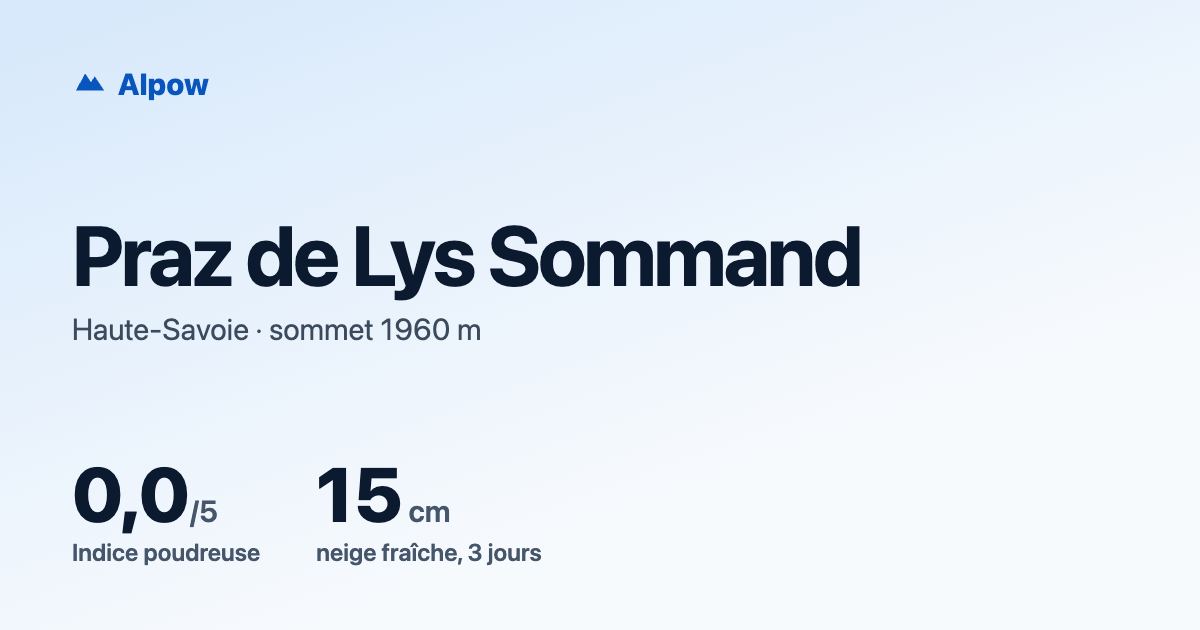 Alpow
Praz de Lys Sommand
Haute-Savoie · sommet 1960 m
0,0/5 15 cm
Indice poudreuse neige fraîche, 3 jours